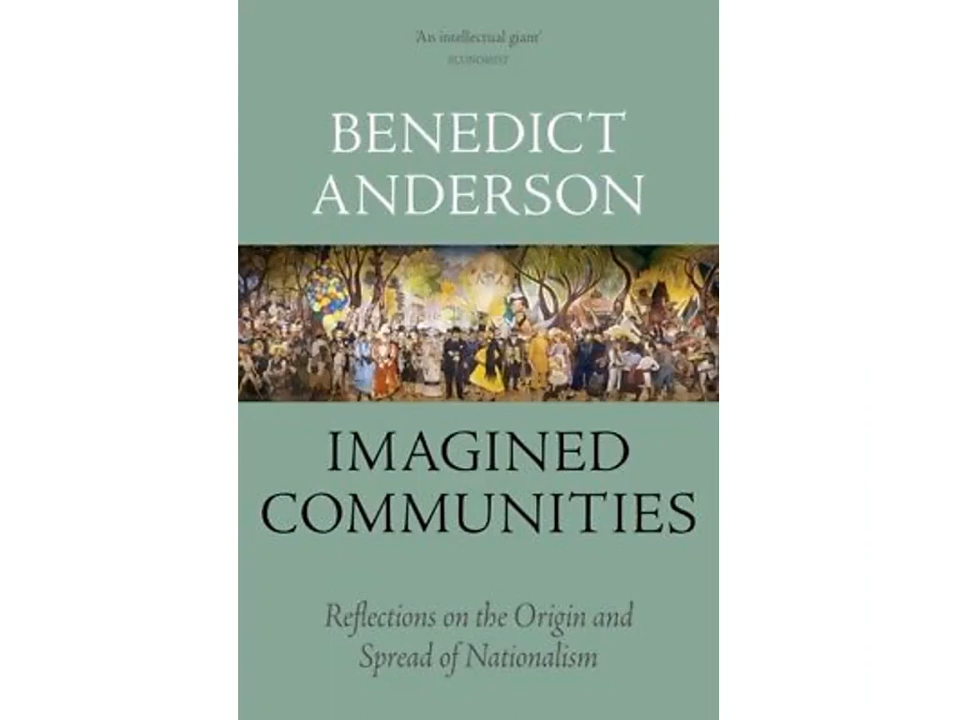 'An intellectual giant'
ECONOMIST
BENEDICT
ANDERSON
IMAGINED
COMMUNITIES
Reflections on the Origin and
Spread of Nationalism